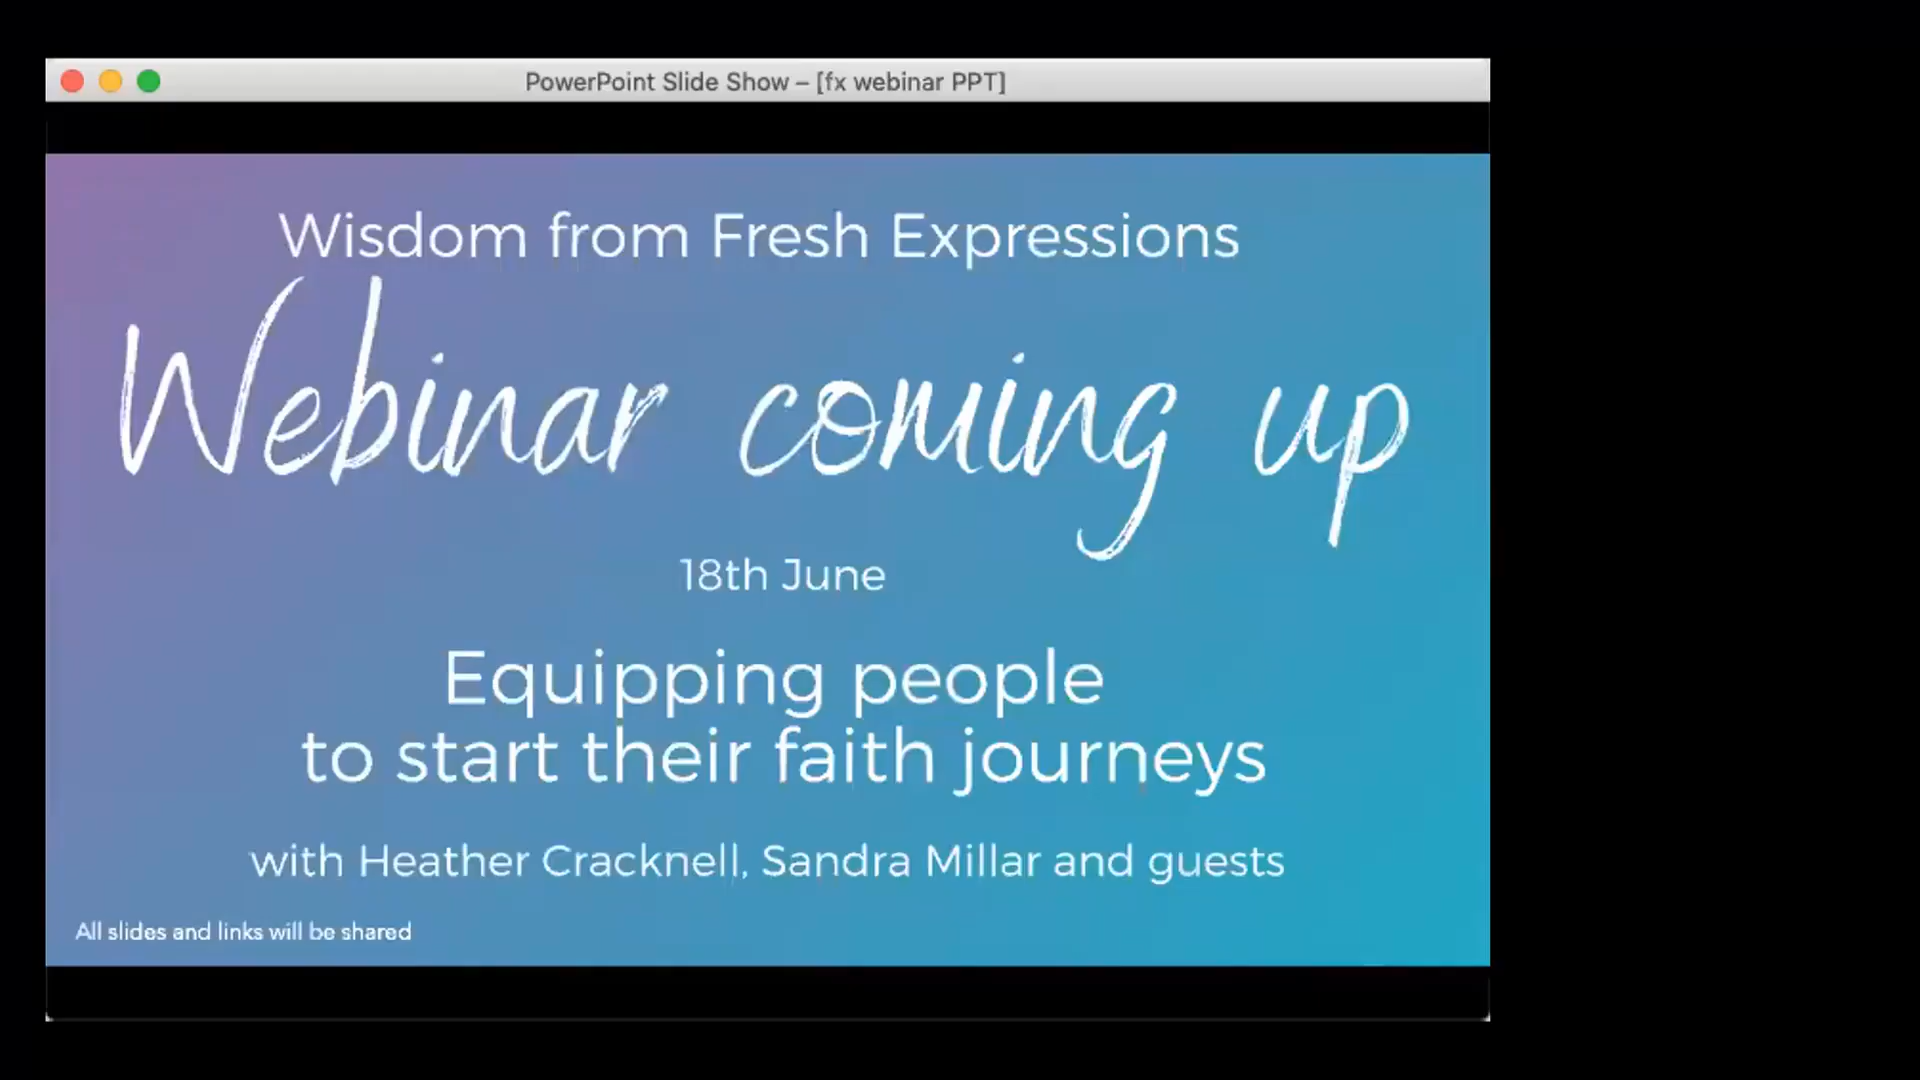 PowerPoint Slide Show – [fx webinar PPT]
Wisdom from Fresh Expressions
Webinar coming up
18th June
Equipping people
to start their faith journeys
with Heather Cracknell, Sandra Millar and guests
All slides and links will be shared